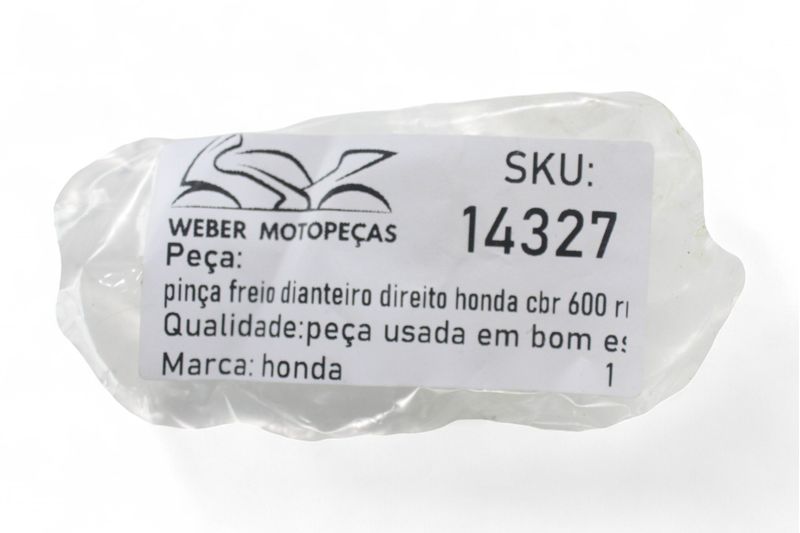 SKU:
14327
WEBER MOTOPEÇAS
Peça:
pinça freio dianteiro direito honda cbr 600
Qualidade:peça usada em bom
Marca: honda 1